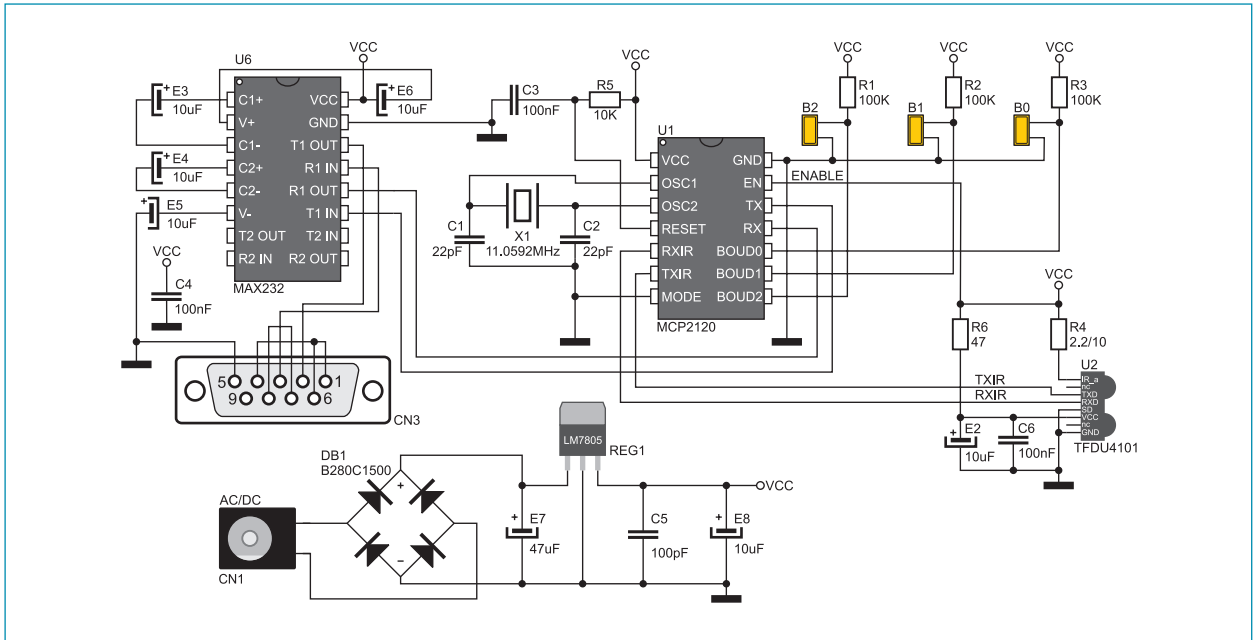 U6
VCC
E3
10uF
C1+
V+
C1-
C2+
C2-
V-
T2 OUT
R2 IN
VCC
GND
T1 OUT
R1 IN
R1 OUT
T1 IN
T2 IN
R2 OUT
MAX232
E6
10uF
E4
10uF
E5
10uF
VCC
C4
100nF
5
1
9
6
CN3
C3
100nF
R5
10K
VCC
U1
VCC
OSC1
OSC2
RESET
RXIR
TXIR
MODE
GND
EN
TX
RX
BOUD0
BOUD1
BOUD2
MCP2120
C1
22pF
X1
11.0592MHz
C2
22pF
ENABLE
VCC
R1
100K
B2
VCC
R2
100K
B1
VCC
R3
100K
B0
VCC
R6
47
R4
2.2/10
U2
IR_a
nc
TXD
RXD
SD
VCC
nc
GND
TFDU4101
TXIR
RXIR
E2
10uF
C6
100nF
DB1
B280C1500
AC/DC
CN1
LM7805
REG1
VCC
E7
47uF
C5
100pF
E8
10uF
+
−
+
+
+
+
+
+
+